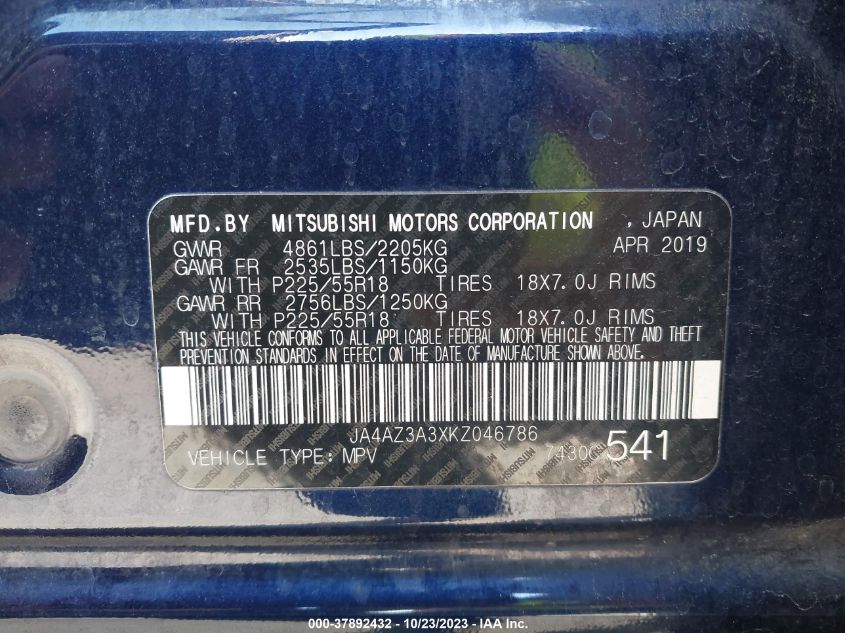 MFD.BY MITSUBISHI MOTORS CORPORATION , JAPAN
GWR 4861LBS/2205KG APR 2019
GAWR FR 2535LBS/1150KG
WITH P225/55R18 TIRES 18X7.0J RIMS
GAWR RR 2756LBS/1250KG
WITH P225/55R18 TIRES 18X7.0J RIMS
THIS VEHICLE CONFORMS TO ALL APPLICABLE FEDERAL MOTOR VEHICLE SAFETY AND THEFT
PREVENTION STANDARDS IN EFFECT ON THE DATE OF MANUFACTURE SHOWN ABOVE.
JA4AZ3A3XKZ046786
VEHICLE TYPE: MPV 7430C541
000-37892432 - 10/23/2023 - © IAA Inc.